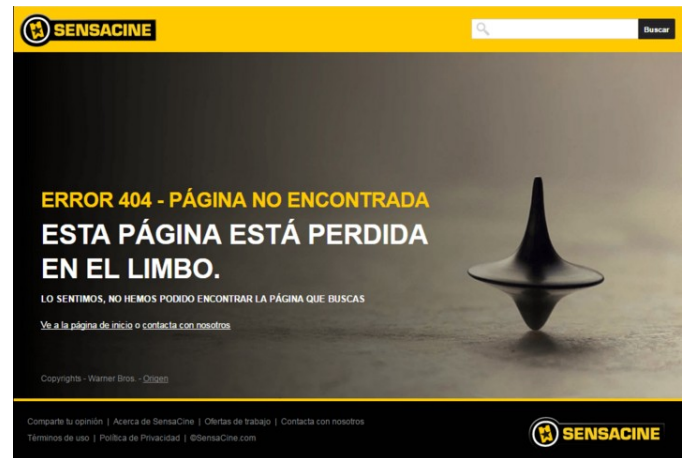 SENSACINE
Buscar
ERROR 404 - PÁGINA NO ENCONTRADA
ESTA PÁGINA ESTÁ PERDIDA
EN EL LIMBO.
LO SENTIMOS, NO HEMOS PODIDO ENCONTRAR LA PÁGINA QUE BUSCAS
Ve a la página de inicio o contacta con nosotros
Copyrights - Warner Bros. - Origen
Comparte tu opinión | Acerca de SensaCine | Ofertas de trabajo | Contacta con nosotros
Términos de uso | Política de Privacidad | ©SensaCine.com
SENSACINE